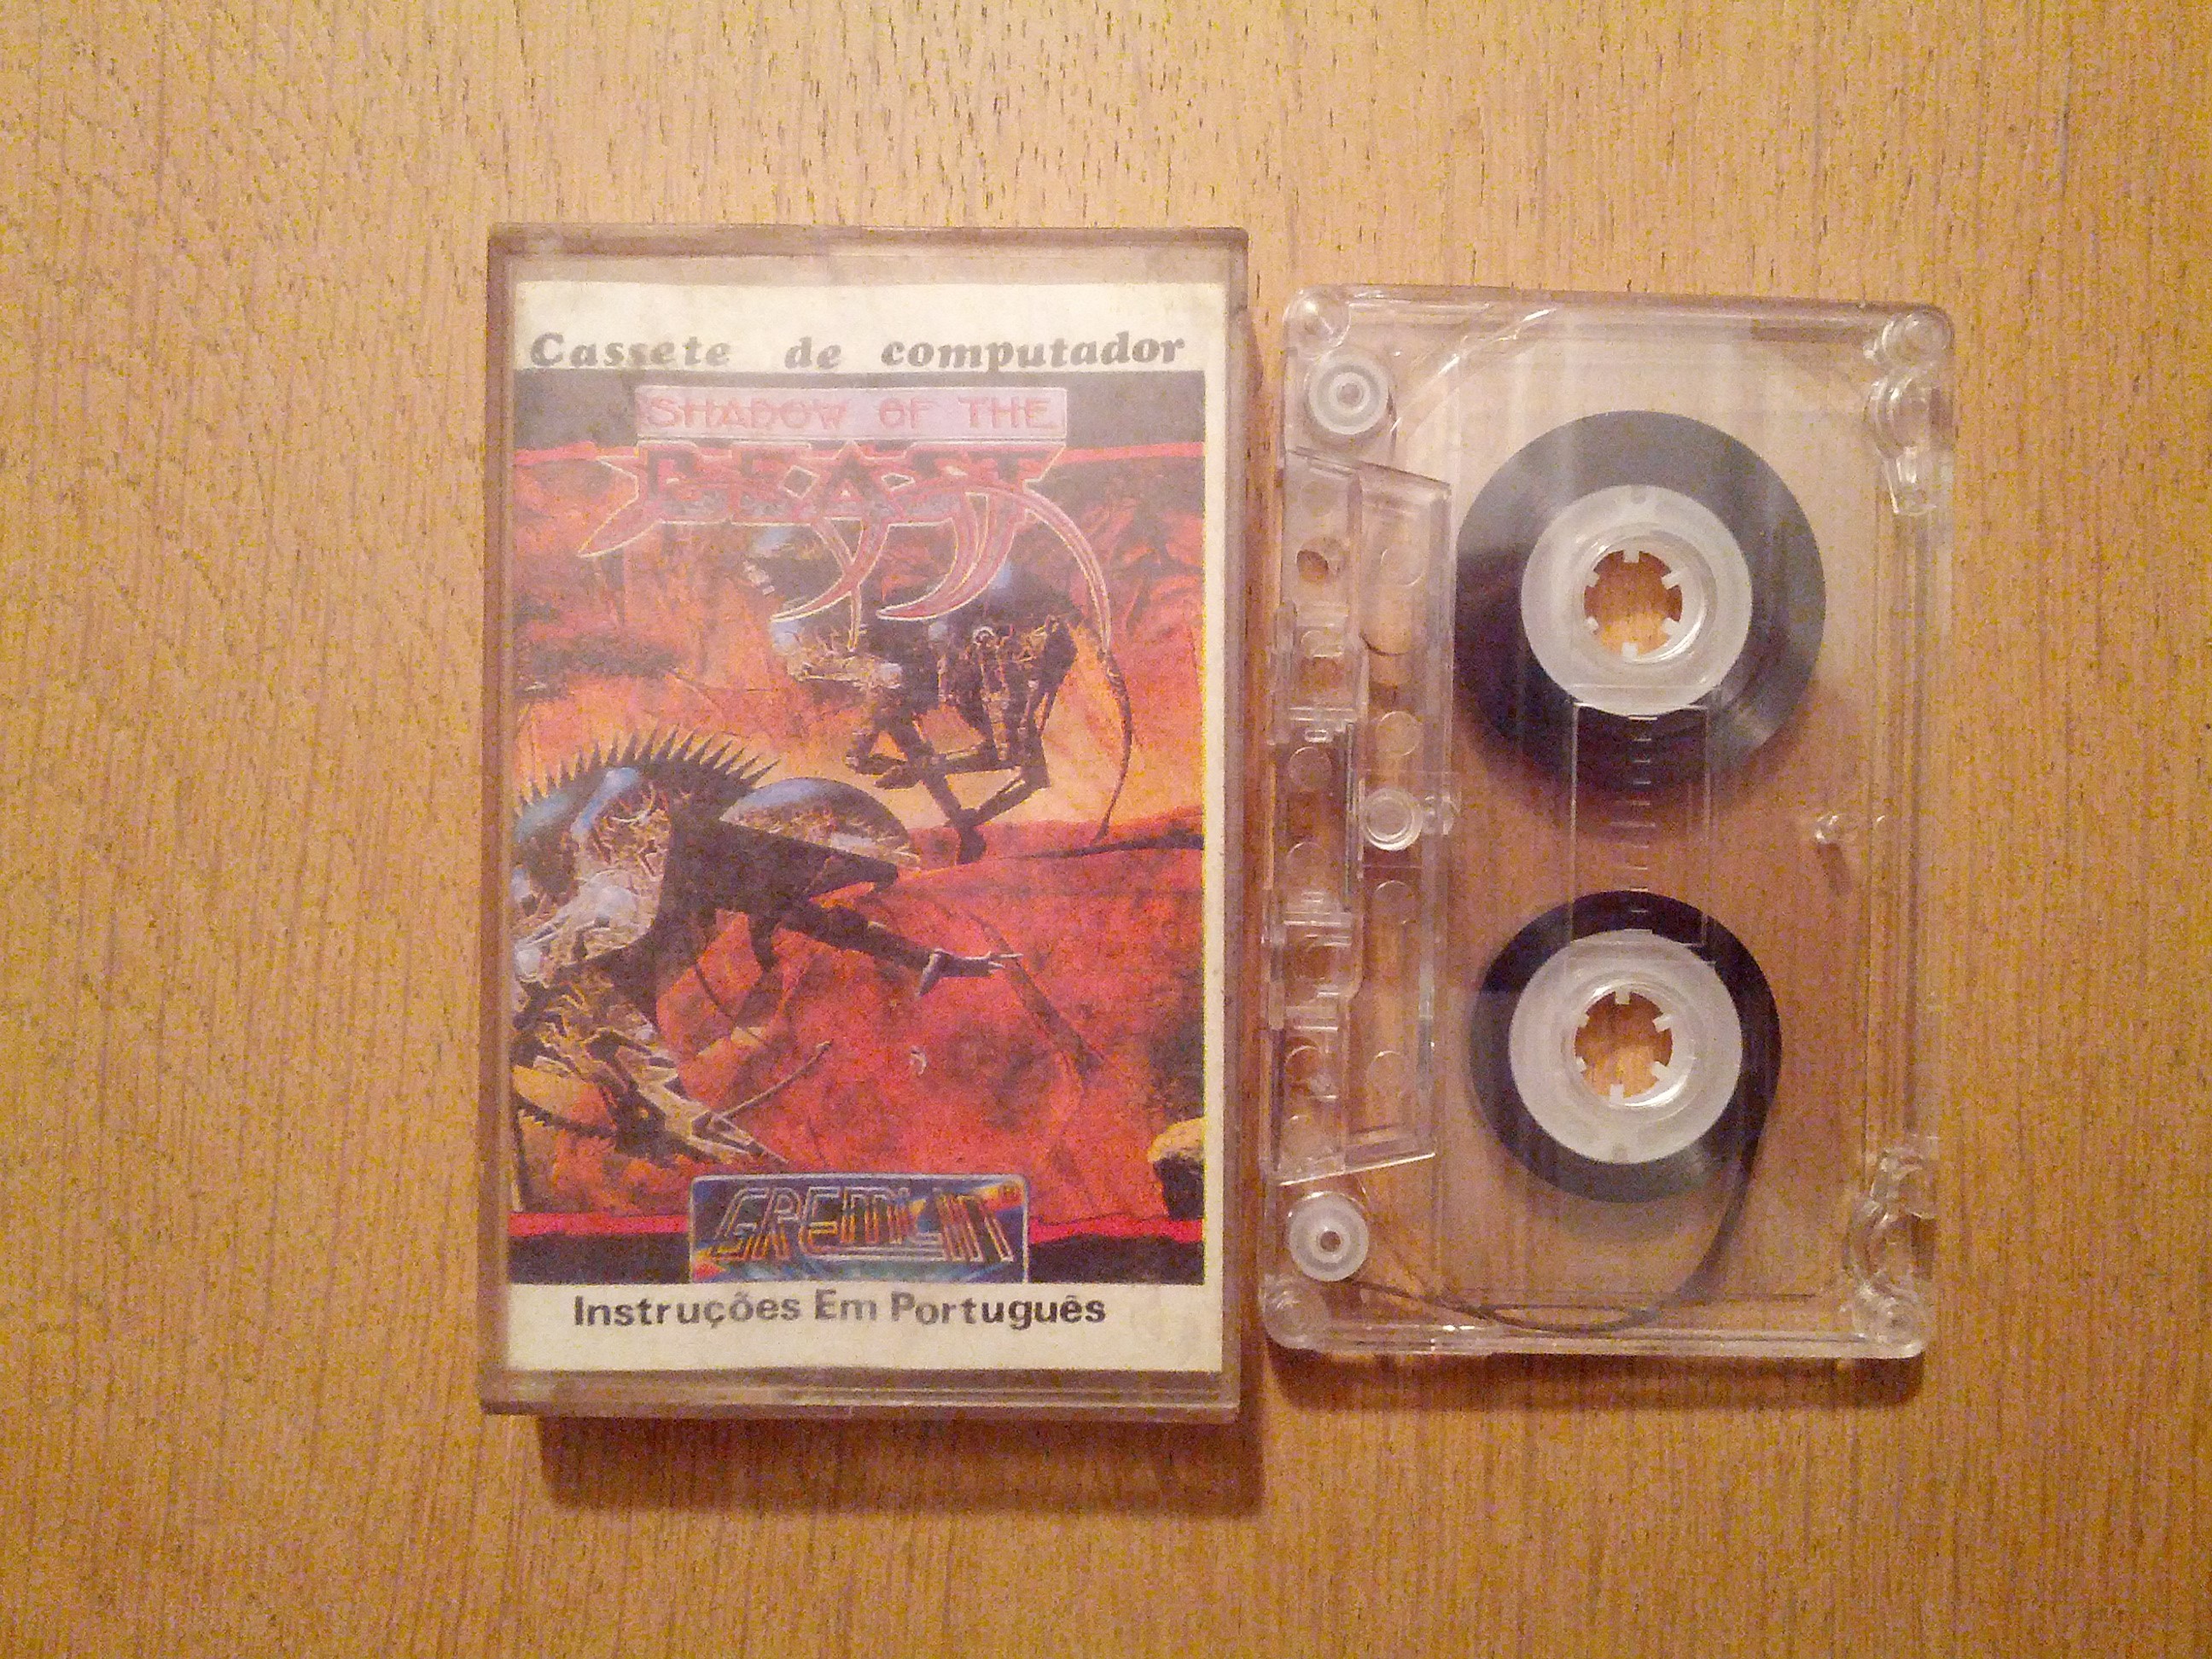 Cassete de computador
SHADOW OF THE
BEAST
GREMLIN
Instruções Em Português